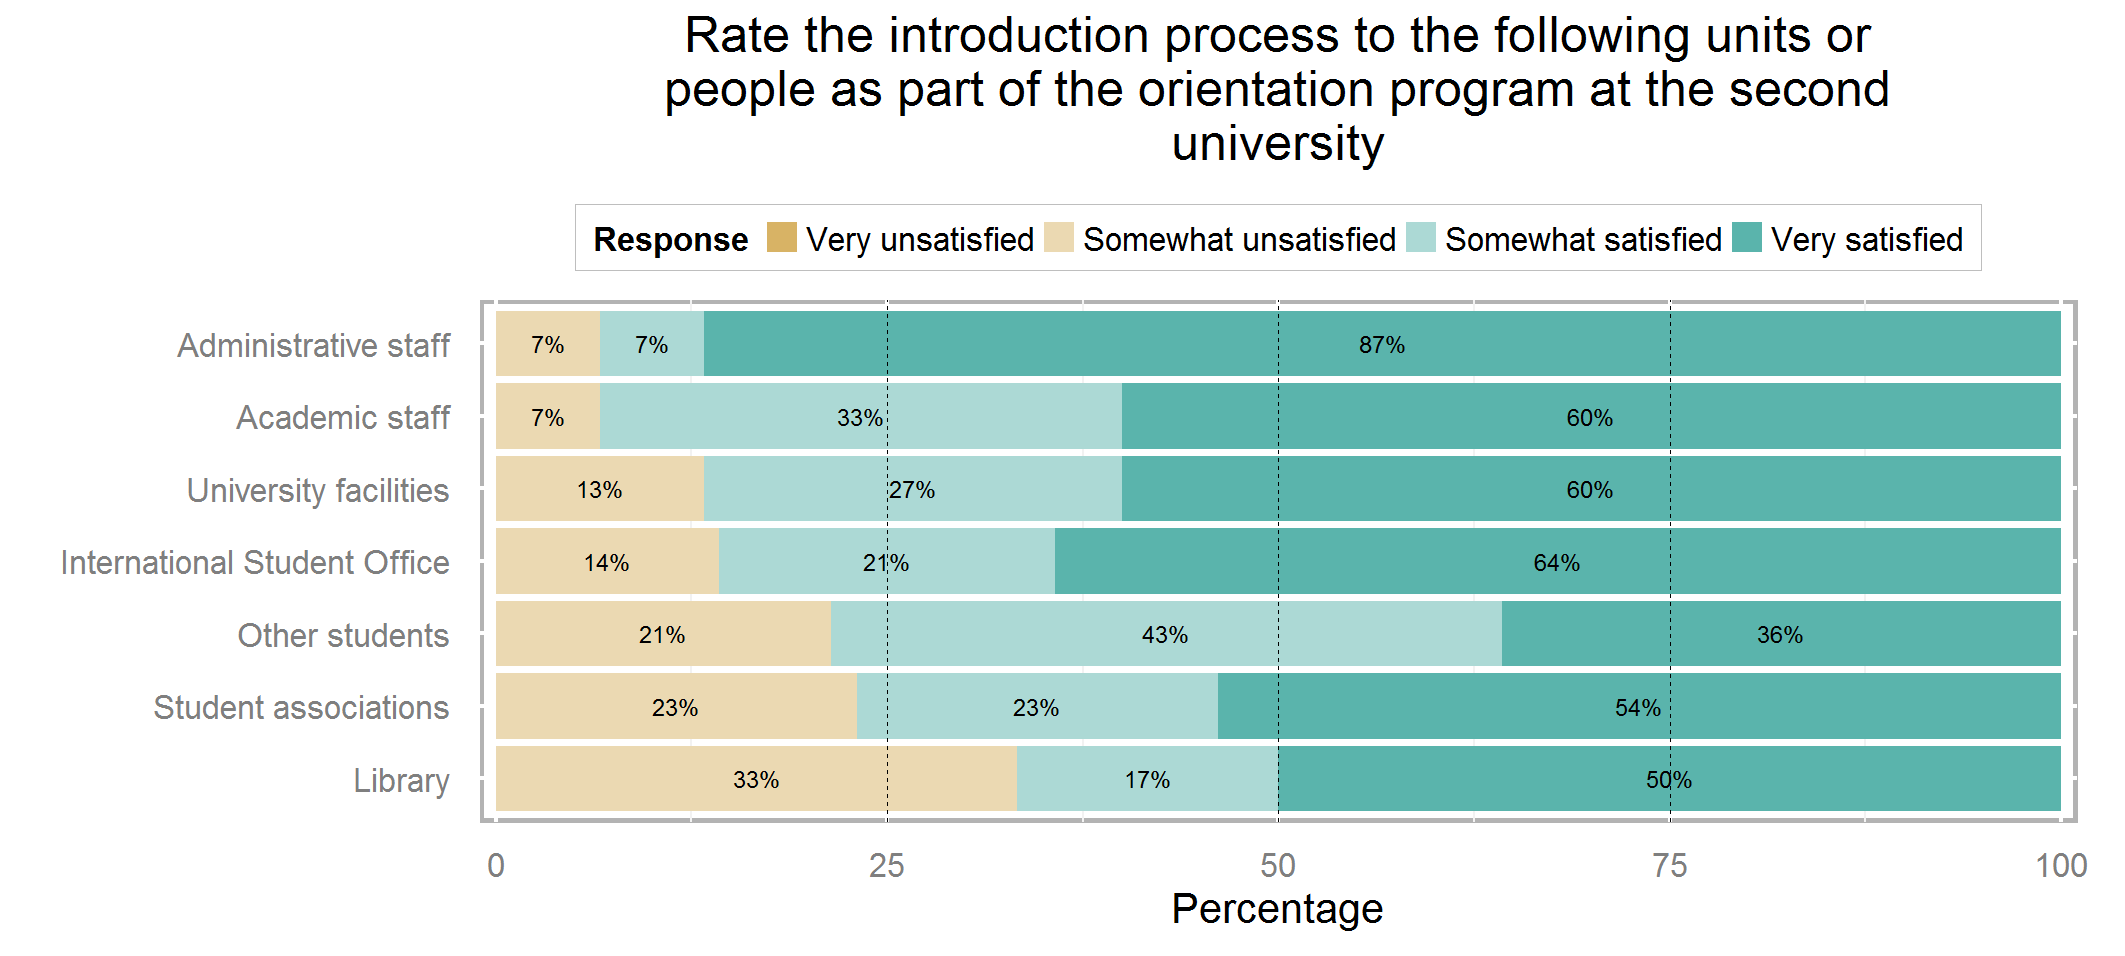 Rate the introduction process to the following units or
people as part of the orientation program at the second
university
Response Very unsatisfied Somewhat unsatisfied Somewhat satisfied Very satisfied
Administrative staff 7% 7% 87%
Academic staff 7% 33% 60%
University facilities 13% 27% 60%
International Student Office 14% 21% 64%
Other students 21% 43% 36%
Student associations 23% 23% 54%
Library 33% 17% 50%
0 25 50 75 100
Percentage